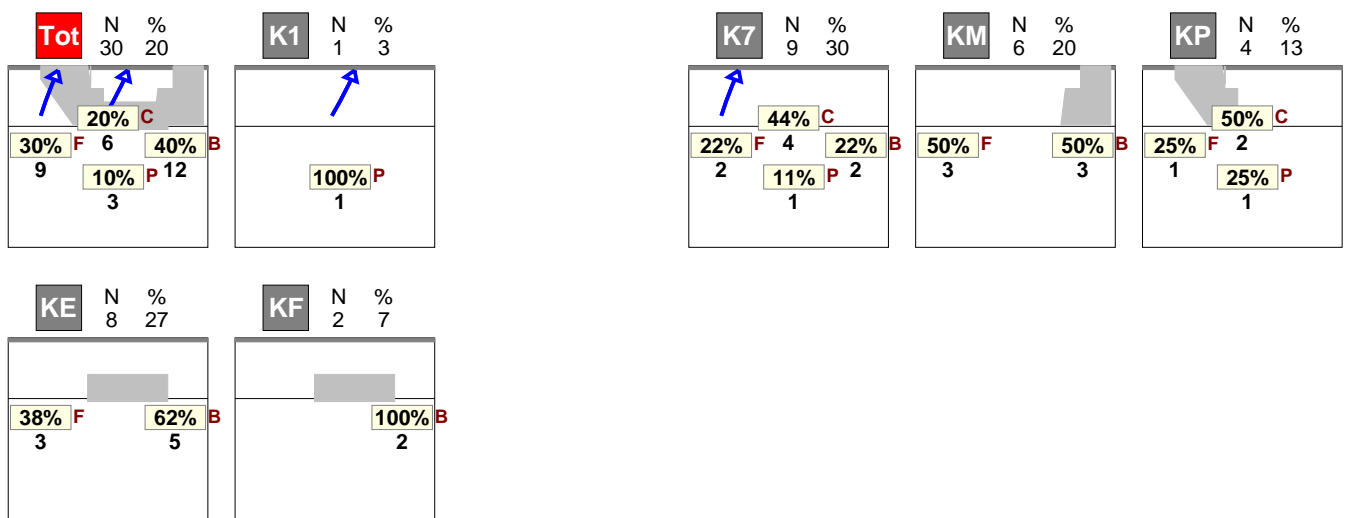 Tot N % 30 20
20% C
30% F 6 40% B
9 10% P 12
3
K1 N % 1 3
100% P
1
K7 N % 9 30
44% C
22% F 4 22% B
2 11% P 2
1
KM N % 6 20
50% F 50% B
3 3
KP N % 4 13
50% C
25% F 2
1 25% P
1
KE N % 8 27
38% F 62% B
3 5
KF N % 2 7
100% B
2